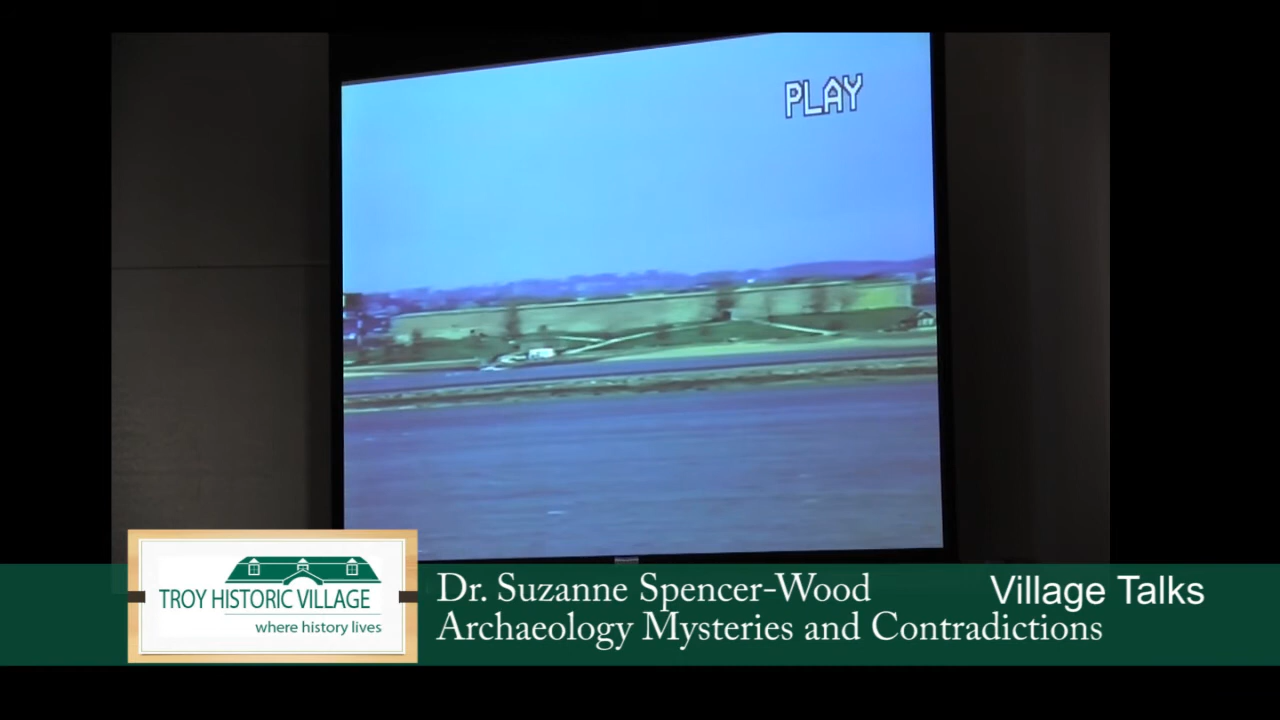 PLAY
TROY HISTORIC VILLAGE
where history lives
Dr. Suzanne Spencer-Wood
Village Talks
Archaeology Mysteries and Contradictions